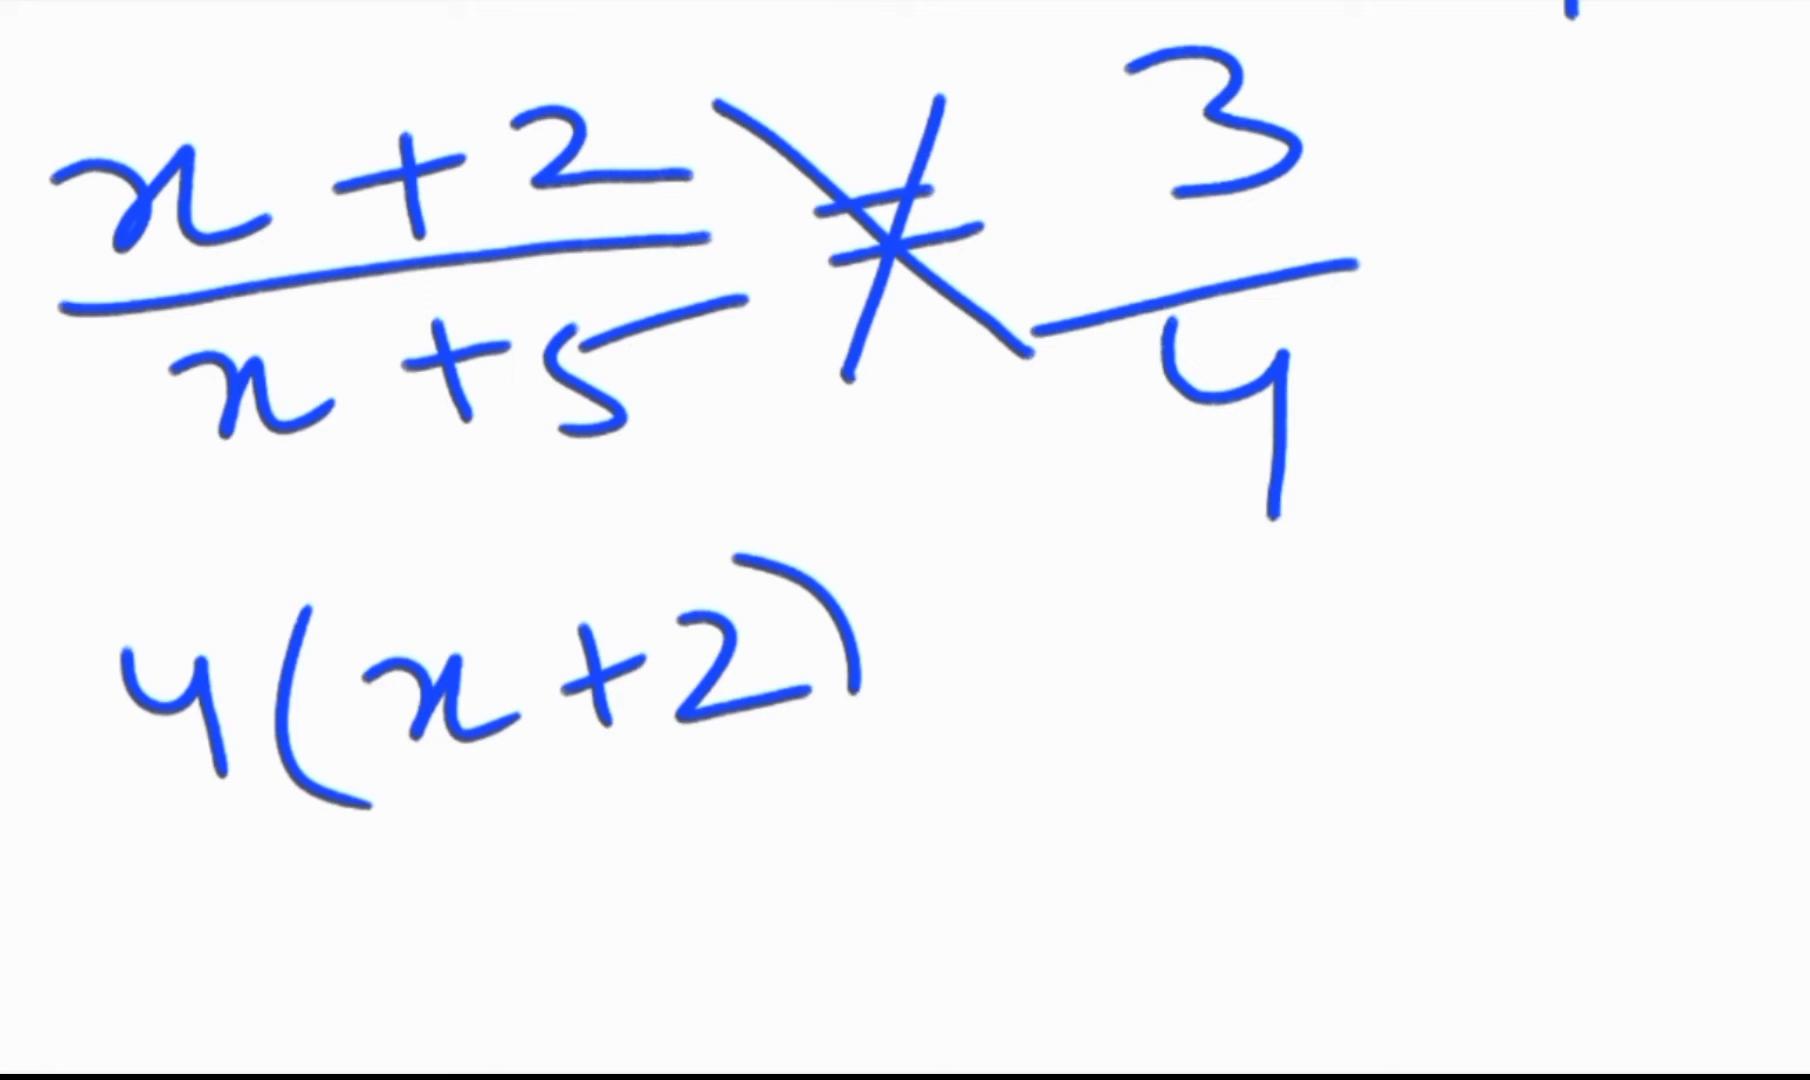 x+2/x+5 = 3/4
4(x+2)